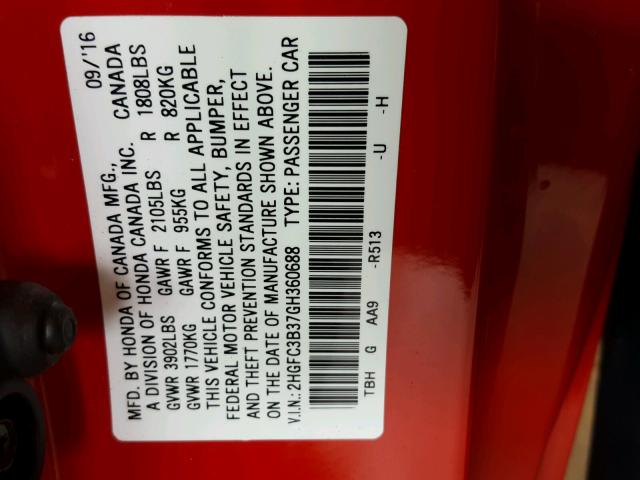 MFD. BY HONDA OF CANADA MFG., 09/'16
A DIVISION OF HONDA CANADA INC. CANADA
GVWR 3902LBS GAWR F 2105LBS R 1808LBS
GVWR 1770KG GAWR F 955KG R 820KG
THIS VEHICLE CONFORMS TO ALL APPLICABLE
FEDERAL MOTOR VEHICLE SAFETY, BUMPER,
AND THEFT PREVENTION STANDARDS IN EFFECT
ON THE DATE OF MANUFACTURE SHOWN ABOVE.
V.I.N.: 2HGFC3B37GH360688 TYPE: PASSENGER CAR
TBH G AA9 -R513 -U -H